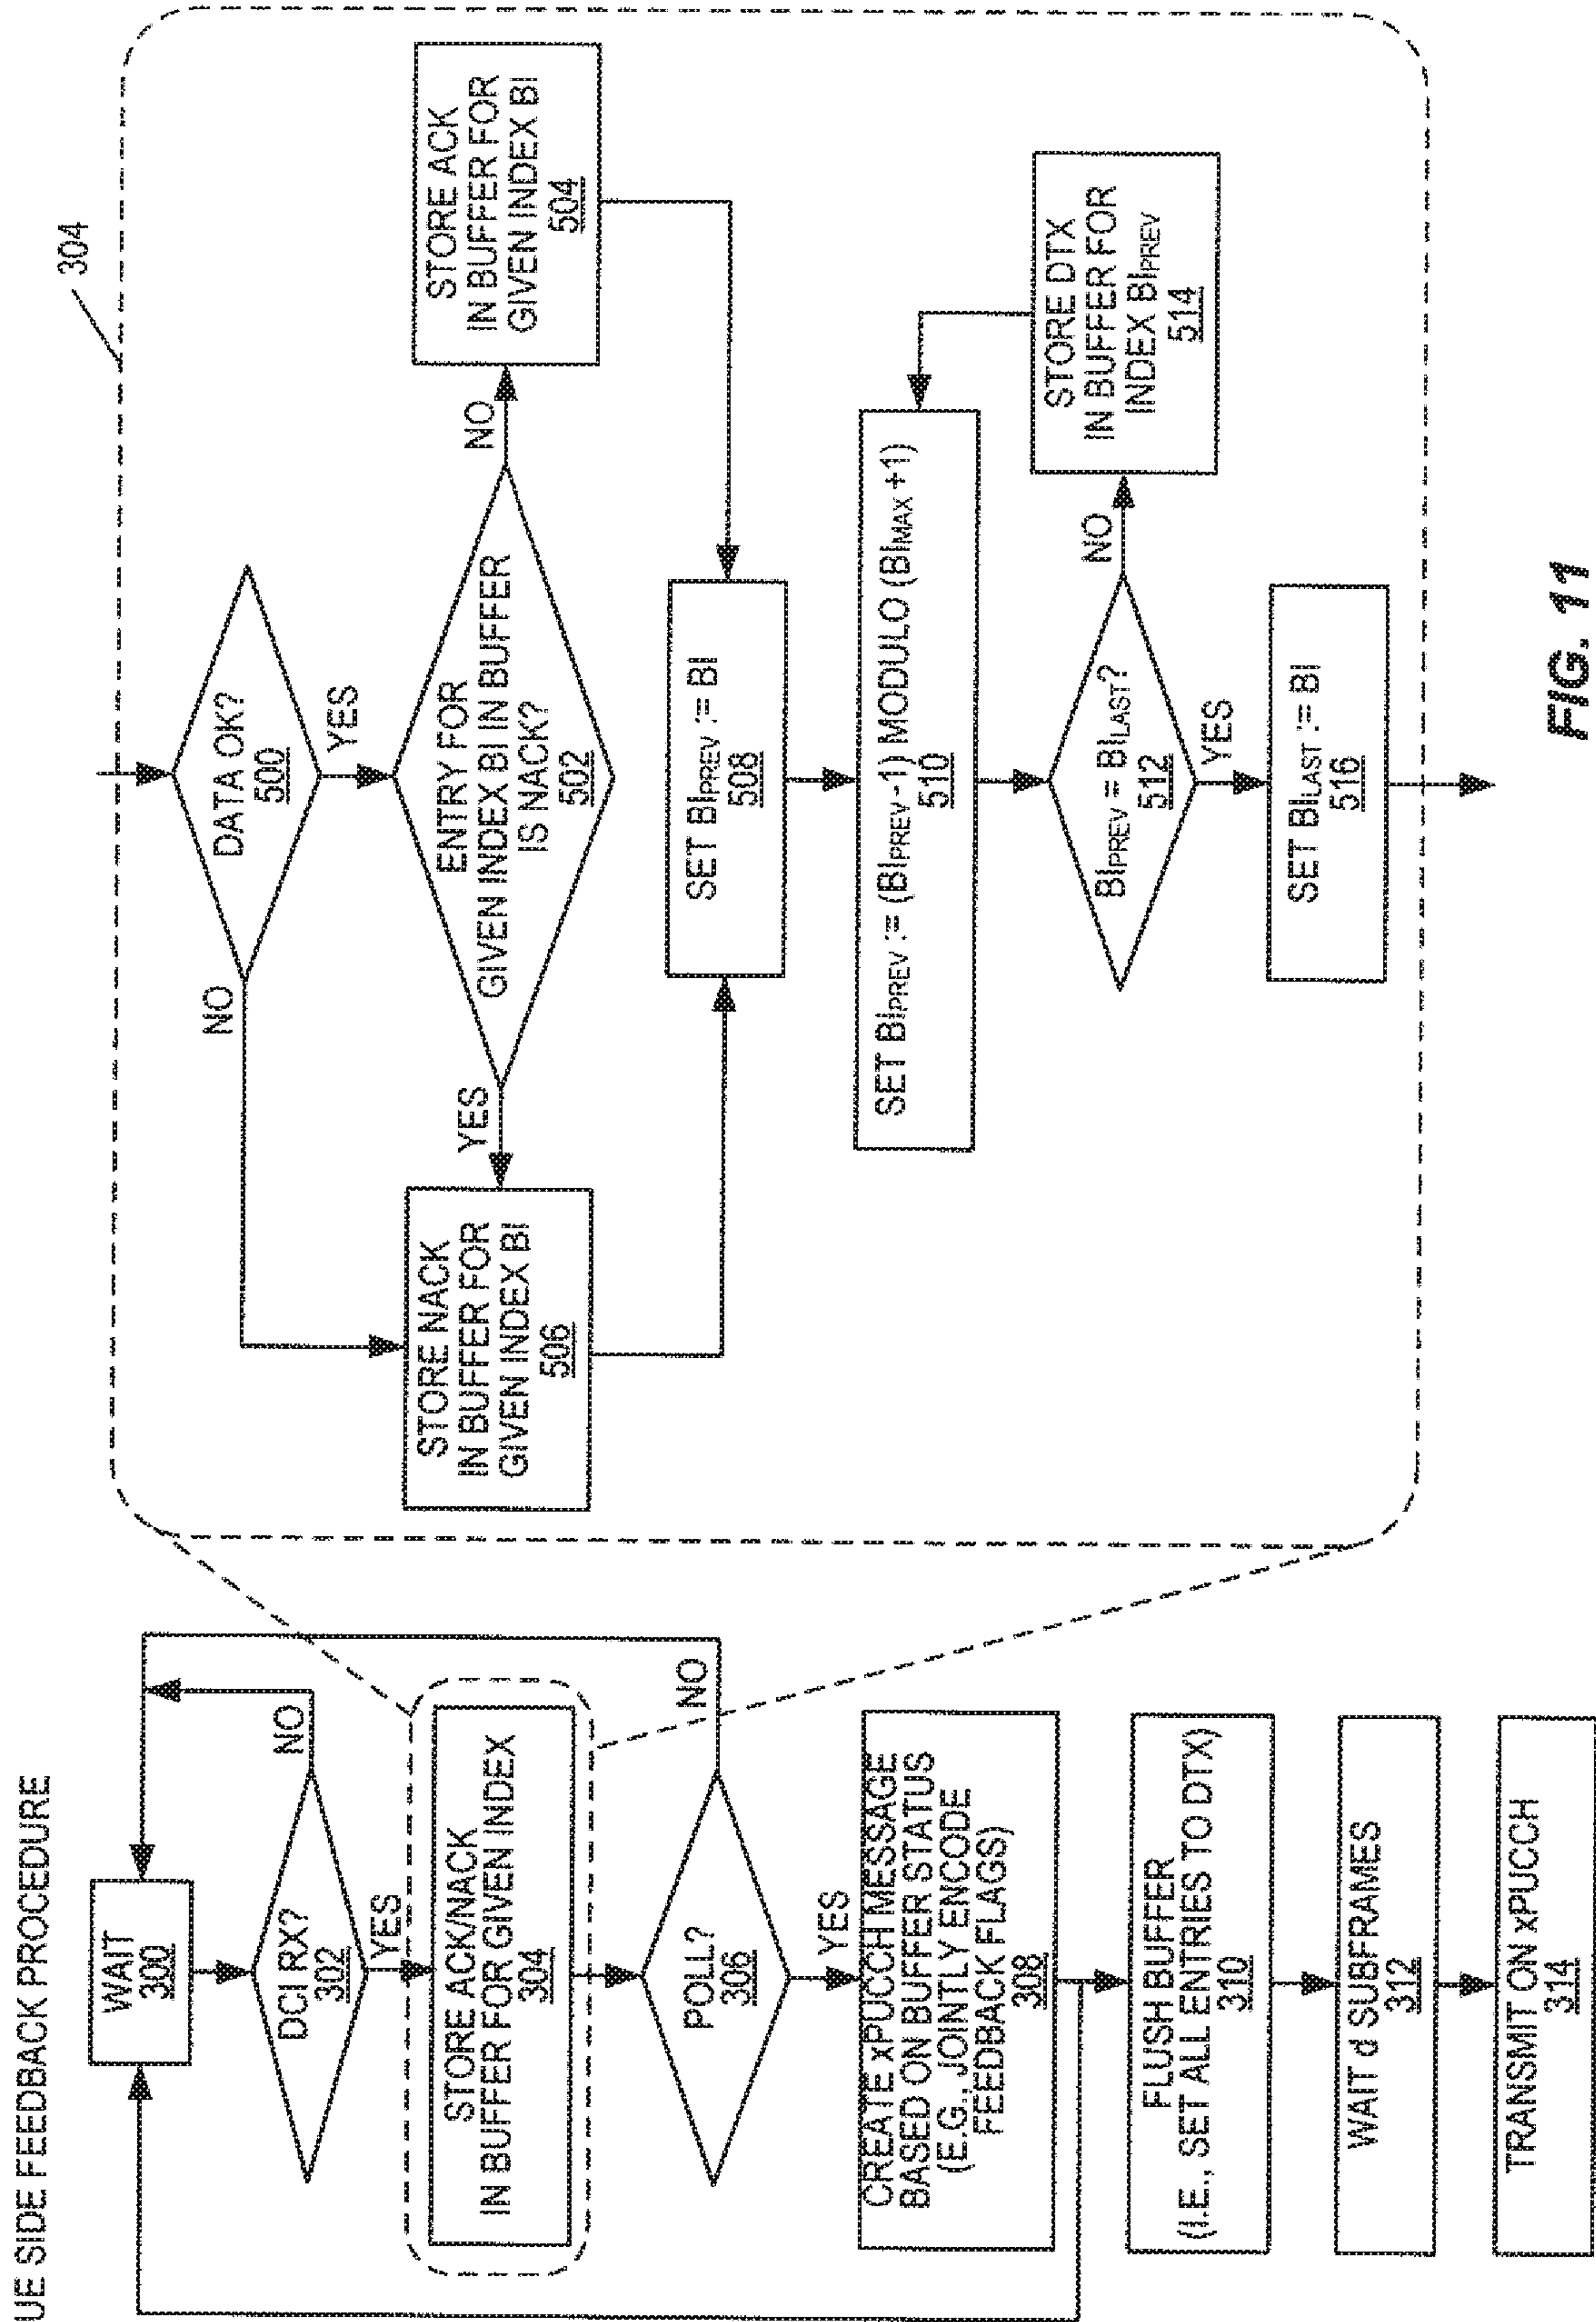 UE SIDE FEEDBACK PROCEDURE
WAIT
300
DCI RX?
302
NO
YES
STORE ACK/NACK
IN BUFFER FOR GIVEN INDEX
304
POLL?
306
NO
YES
CREATE xPUCCH MESSAGE
BASED ON BUFFER STATUS
(E.G., JOINTLY ENCODE
FEEDBACK FLAGS)
308
FLUSH BUFFER
(I.E., SET ALL ENTRIES TO DTX)
310
WAIT d SUBFRAMES
312
TRANSMIT ON xPUCCH
314
304
DATA OK?
500
NO
YES
ENTRY FOR
GIVEN INDEX BI IN BUFFER
IS NACK?
502
YES
NO
STORE NACK
IN BUFFER FOR
GIVEN INDEX BI
506
STORE ACK
IN BUFFER FOR
GIVEN INDEX BI
504
SET BIPREV := BI
508
SET BIPREV := (BIPREV-1) MODULO (BIMAX +1)
510
BIPREV = BILAST?
512
NO
YES
STORE DTX
IN BUFFER FOR
INDEX BIPREV
514
SET BILAST := BI
516
FIG. 11